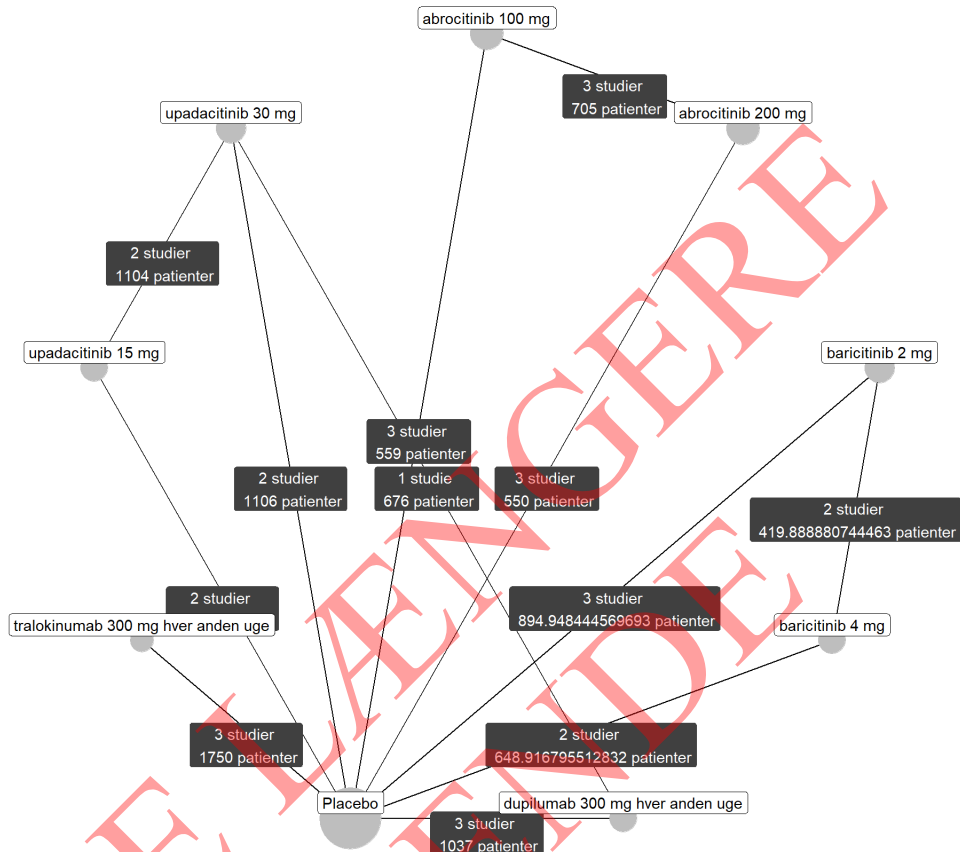 abrocitinib 100 mg
3 studier
705 patienter
upadacitinib 30 mg
abrocitinib 200 mg
2 studier
1104 patienter
upadacitinib 15 mg
baricitinib 2 mg
3 studier
559 patienter
2 studier
1106 patienter
1 studie
676 patienter
3 studier
550 patienter
2 studier
419.888880744463 patienter
2 studier
tralokinumab 300 mg hver anden uge
3 studier
894.948444569693 patienter
baricitinib 4 mg
3 studier
1750 patienter
2 studier
648.916795512832 patienter
Placebo
dupilumab 300 mg hver anden uge
3 studier
1037 patienter
E LÆNGERE
ENDE